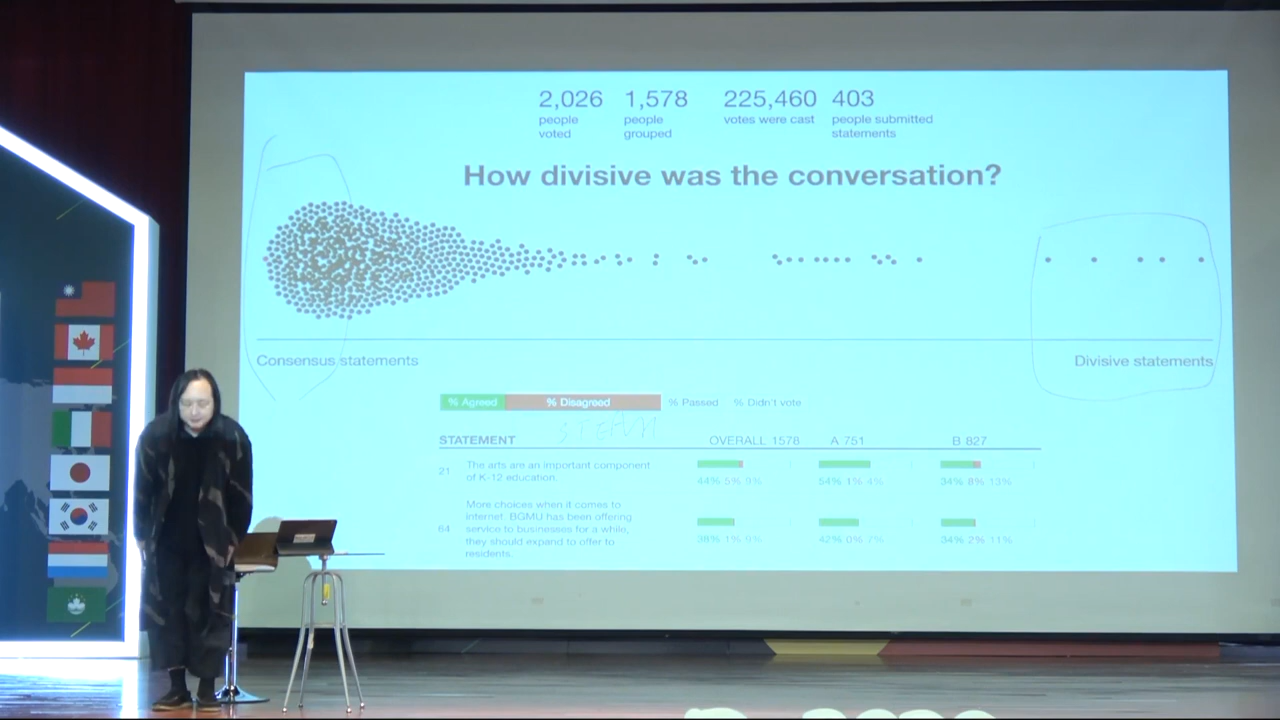 2,026 1,578 225,460 403
people people votes were cast people submitted
voted grouped statements
How divisive was the conversation?
Consensus statements Divisive statements
% Agreed % Disagreed % Passed % Didn't vote
STEAM
STATEMENT OVERALL 1578 A 751 B 827
21 The arts are an important component
of K-12 education.
44% 5% 9% 54% 1% 4% 34% 8% 13%
More choices when it comes to
internet. BGMU has been offering
64 service to businesses for a while,
they should expand to offer to
residents.
38% 1% 9% 42% 0% 7% 34% 2% 11%